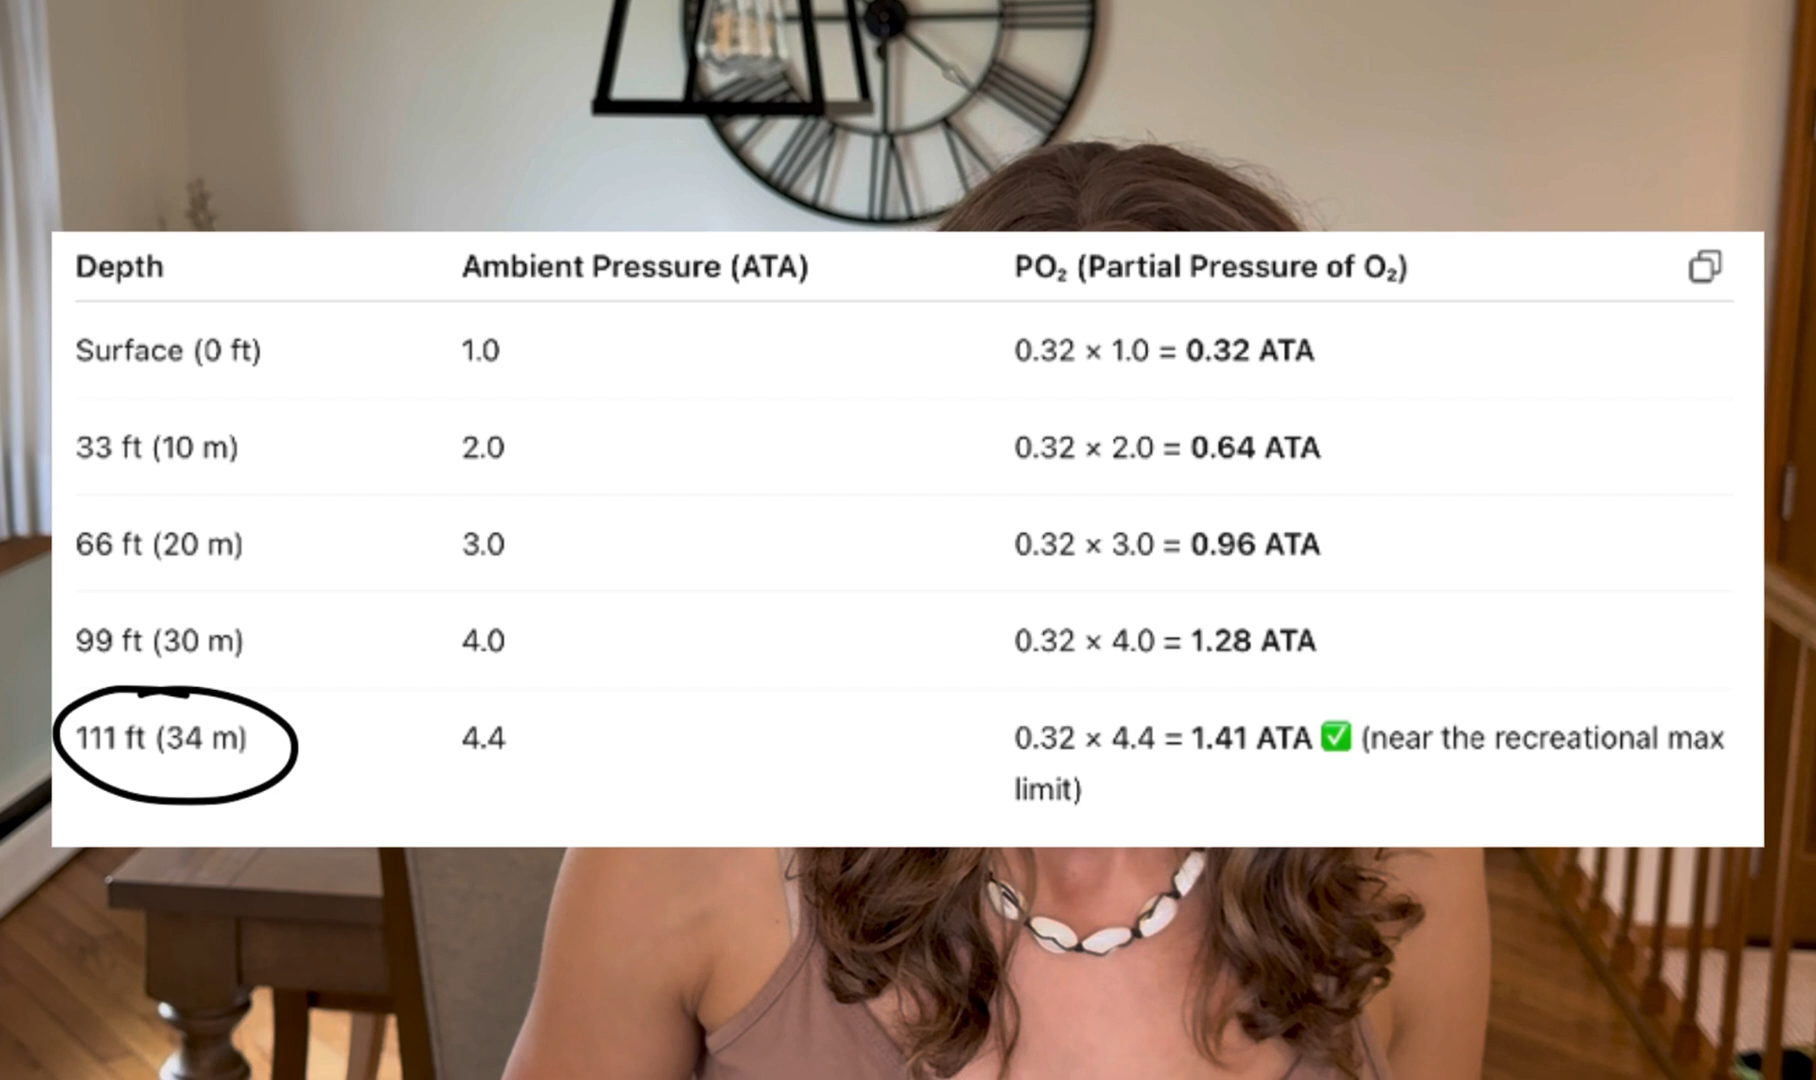 Depth Ambient Pressure (ATA) PO₂ (Partial Pressure of O₂)
Surface (0 ft) 1.0 0.32 × 1.0 = 0.32 ATA
33 ft (10 m) 2.0 0.32 × 2.0 = 0.64 ATA
66 ft (20 m) 3.0 0.32 × 3.0 = 0.96 ATA
99 ft (30 m) 4.0 0.32 × 4.0 = 1.28 ATA
111 ft (34 m) 4.4 0.32 × 4.4 = 1.41 ATA ✅ (near the recreational max
limit)